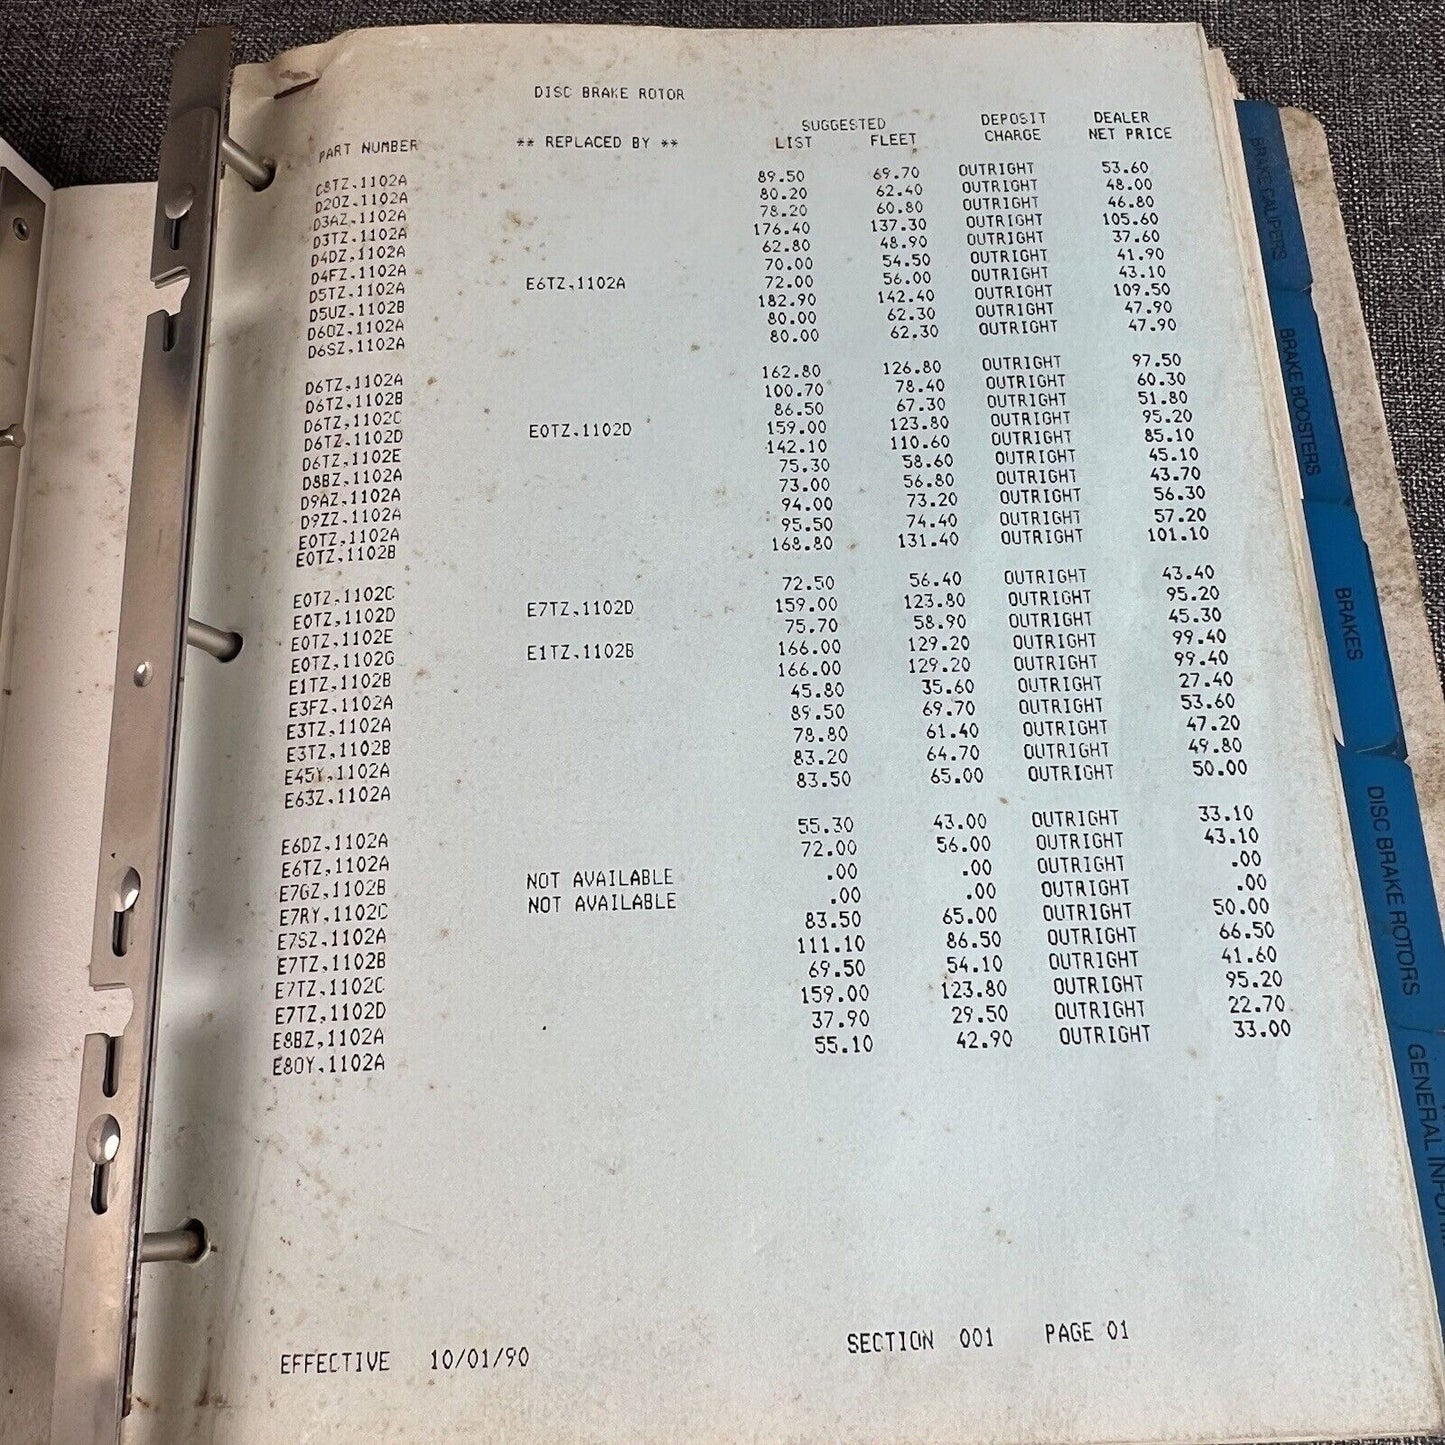 DISC BRAKE ROTOR
SUGGESTED DEPOSIT DEALER
PART NUMBER ** REPLACED BY ** LIST FLEET CHARGE NET PRICE
C8TZ,1102A 89.50 69.70 OUTRIGHT 53.60
D2OZ,1102A 80.20 62.40 OUTRIGHT 48.00
D3AZ,1102A 78.20 60.80 OUTRIGHT 46.80
D3TZ,1102A 176.40 137.30 OUTRIGHT 105.60
D4DZ,1102A 62.80 48.90 OUTRIGHT 37.60
D4FZ,1102A 70.00 54.50 OUTRIGHT 41.90
D5TZ,1102A E6TZ,1102A 72.00 56.00 OUTRIGHT 43.10
D5UZ,1102B 182.90 142.40 OUTRIGHT 109.50
D6OZ,1102A 80.00 62.30 OUTRIGHT 47.90
D6SZ,1102A 80.00 62.30 OUTRIGHT 47.90
D6TZ,1102A 162.80 126.80 OUTRIGHT 97.50
D6TZ,1102B 100.70 78.40 OUTRIGHT 60.30
D6TZ,1102C 86.50 67.30 OUTRIGHT 51.80
D6TZ,1102D E0TZ,1102D 159.00 123.80 OUTRIGHT 95.20
D6TZ,1102E 142.10 110.60 OUTRIGHT 85.10
D8BZ,1102A 75.30 58.60 OUTRIGHT 45.10
D9AZ,1102A 73.00 56.80 OUTRIGHT 43.70
D9ZZ,1102A 94.00 73.20 OUTRIGHT 56.30
E0TZ,1102A 95.50 74.40 OUTRIGHT 57.20
E0TZ,1102B 168.80 131.40 OUTRIGHT 101.10
E0TZ,1102C 72.50 56.40 OUTRIGHT 43.40
E0TZ,1102D E7TZ,1102D 159.00 123.80 OUTRIGHT 95.20
E0TZ,1102E 75.70 58.90 OUTRIGHT 45.30
E0TZ,1102G E1TZ,1102B 166.00 129.20 OUTRIGHT 99.40
E1TZ,1102B 166.00 129.20 OUTRIGHT 99.40
E3FZ,1102A 45.80 35.60 OUTRIGHT 27.40
E3TZ,1102A 89.50 69.70 OUTRIGHT 53.60
E3TZ,1102B 78.80 61.40 OUTRIGHT 47.20
E45Y,1102A 83.20 64.70 OUTRIGHT 49.80
E63Z,1102A 83.50 65.00 OUTRIGHT 50.00
E6DZ,1102A 55.30 43.00 OUTRIGHT 33.10
E6TZ,1102A 72.00 56.00 OUTRIGHT 43.10
E7GZ,1102B NOT AVAILABLE .00 .00 OUTRIGHT .00
E7RY,1102C NOT AVAILABLE .00 .00 OUTRIGHT .00
E7SZ,1102A 83.50 65.00 OUTRIGHT 50.00
E7TZ,1102B 111.10 86.50 OUTRIGHT 66.50
E7TZ,1102C 69.50 54.10 OUTRIGHT 41.60
E7TZ,1102D 159.00 123.80 OUTRIGHT 95.20
E8BZ,1102A 37.90 29.50 OUTRIGHT 22.70
E8OY,1102A 55.10 42.90 OUTRIGHT 33.00
EFFECTIVE 10/01/90 SECTION 001 PAGE 01
BRAKE CALIPERS
BRAKE BOOSTERS
BRAKES
DISC BRAKE ROTORS
GENERAL